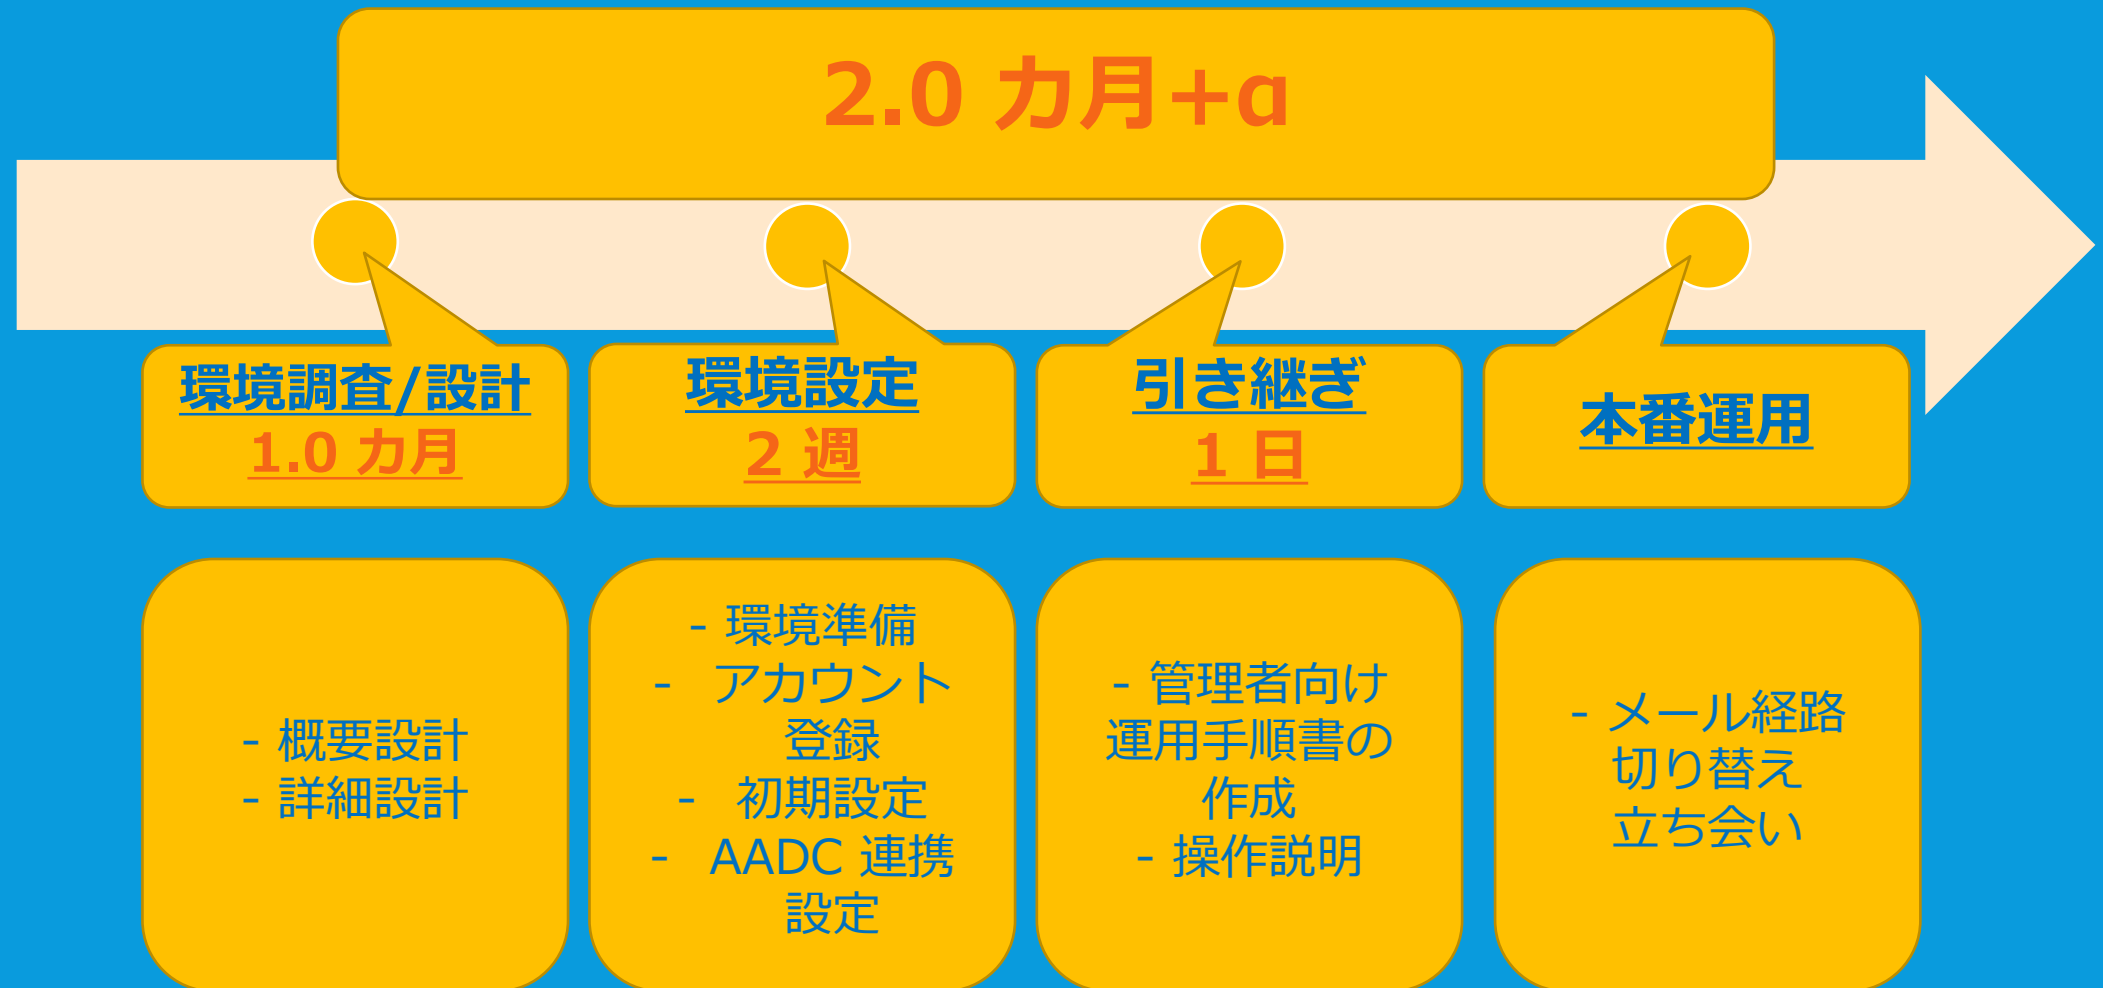 2.0 カ月+α
環境調査/設計
1.0 カ月
環境設定
2 週
引き継ぎ
1 日
本番運用
- 概要設計
- 詳細設計
- 環境準備
- アカウント
登録
- 初期設定
- AADC 連携
設定
- 管理者向け
運用手順書の
作成
- 操作説明
- メール経路
切り替え
立ち会い